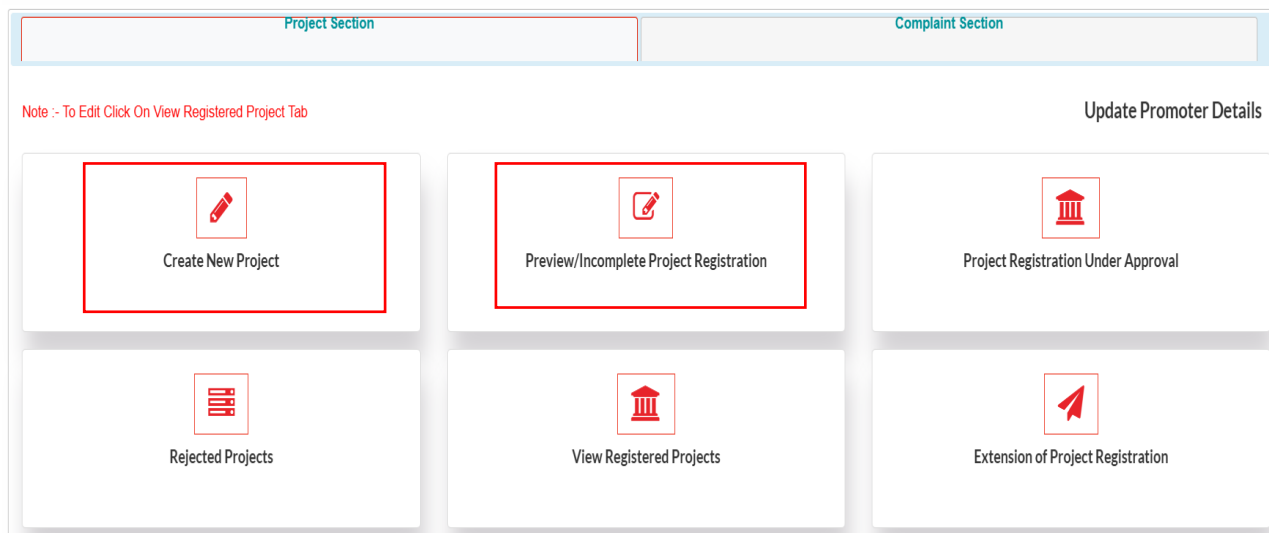 Project Section
Complaint Section
Note :- To Edit Click On View Registered Project Tab
Update Promoter Details
Create New Project
Preview/Incomplete Project Registration
Project Registration Under Approval
Rejected Projects
View Registered Projects
Extension of Project Registration